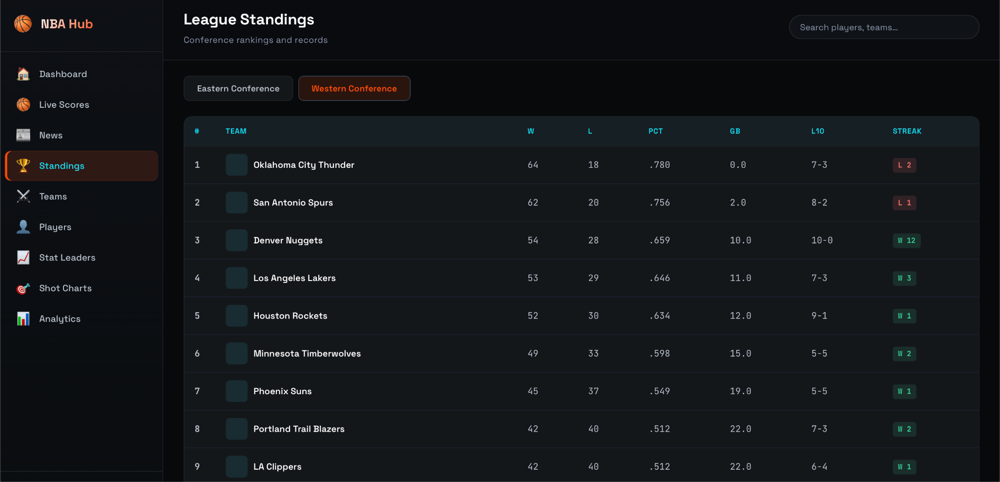 NBA Hub
Dashboard
Live Scores
News
Standings
Teams
Players
Stat Leaders
Shot Charts
Analytics
League Standings
Conference rankings and records
Search players, teams...
Eastern Conference Western Conference
# TEAM W L PCT GB L10 STREAK
1 Oklahoma City Thunder 64 18 .780 0.0 7-3 L 2
2 San Antonio Spurs 62 20 .756 2.0 8-2 L 1
3 Denver Nuggets 54 28 .659 10.0 10-0 W 12
4 Los Angeles Lakers 53 29 .646 11.0 7-3 W 3
5 Houston Rockets 52 30 .634 12.0 9-1 W 1
6 Minnesota Timberwolves 49 33 .598 15.0 5-5 W 2
7 Phoenix Suns 45 37 .549 19.0 5-5 W 1
8 Portland Trail Blazers 42 40 .512 22.0 7-3 W 2
9 LA Clippers 42 40 .512 22.0 6-4 W 1